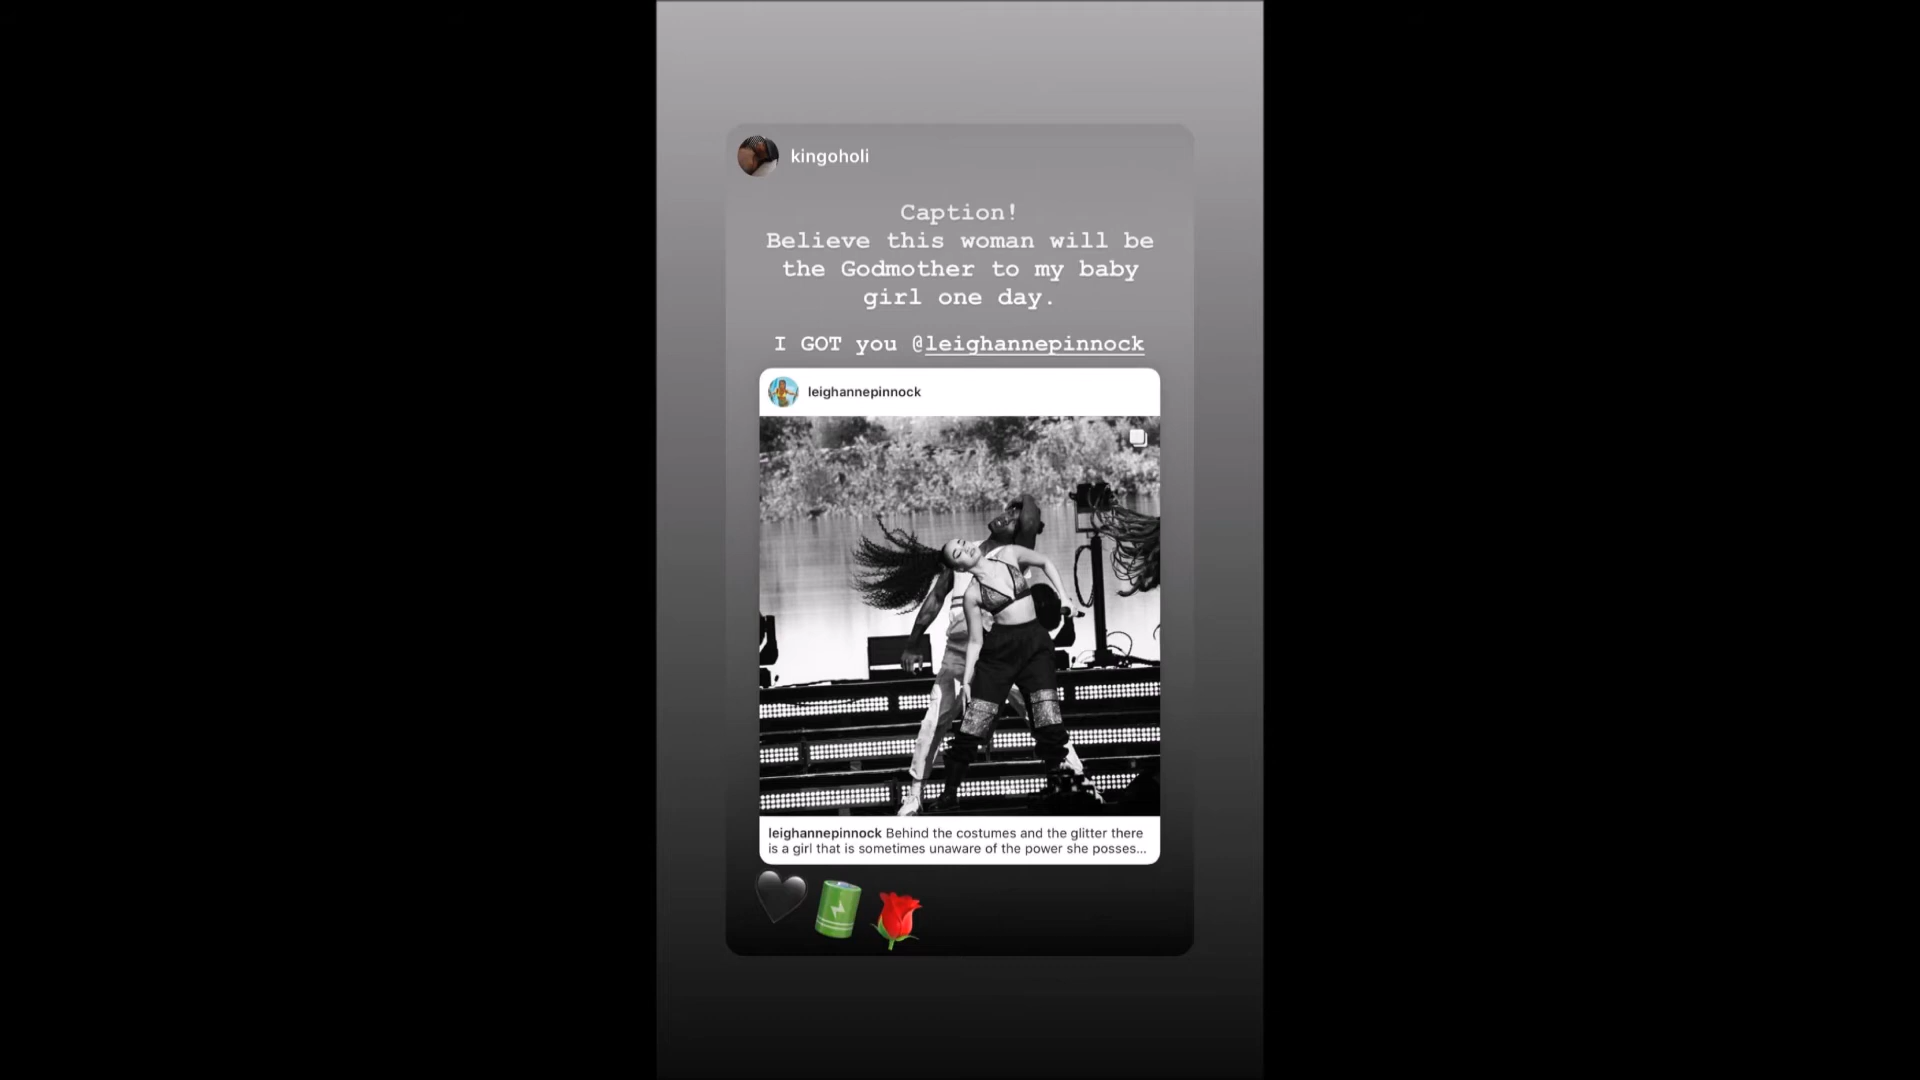 kingoholi
Caption!
Believe this woman will be
the Godmother to my baby
girl one day.
I GOT you @leighannepinnock
leighannepinnock
leighannepinnock Behind the costumes and the glitter there
is a girl that is sometimes unaware of the power she posses...